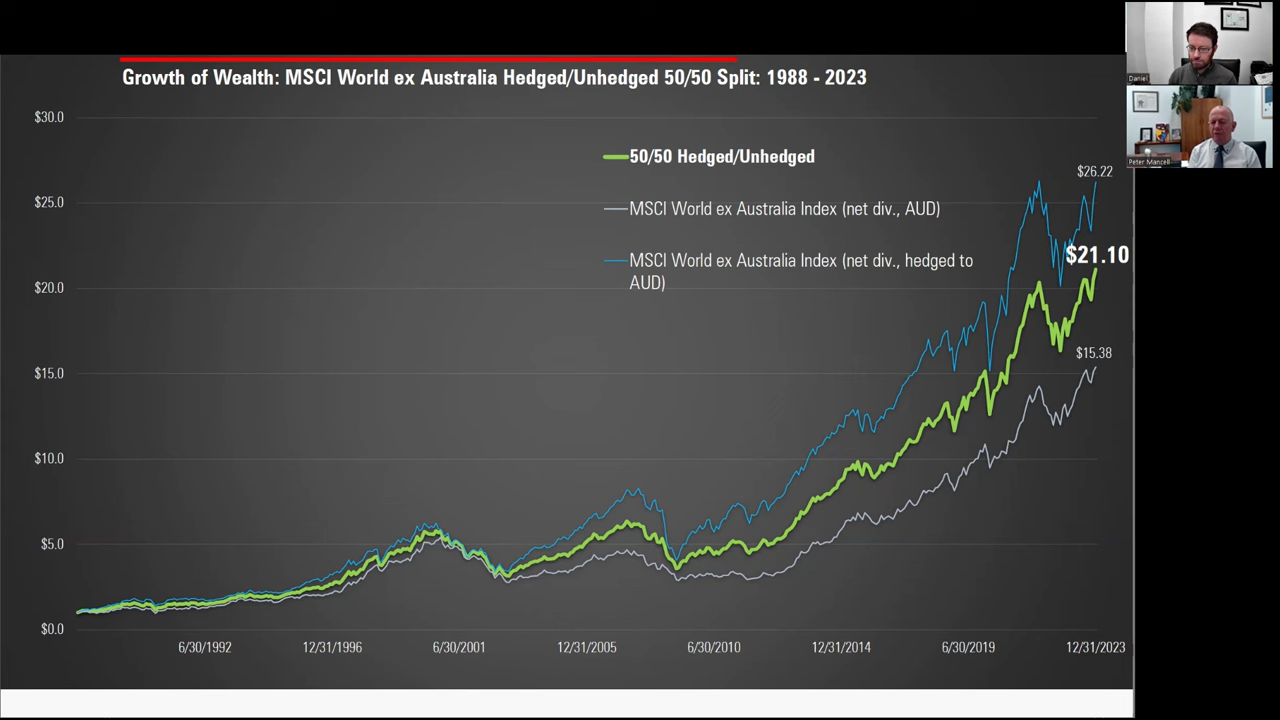 Growth of Wealth: MSCI World ex Australia Hedged/Unhedged 50/50 Split: 1988 - 2023
$30.0
$25.0
$20.0
$15.0
$10.0
$5.0
$0.0
50/50 Hedged/Unhedged
MSCI World ex Australia Index (net div., AUD)
MSCI World ex Australia Index (net div., hedged to
AUD)
$26.22
$21.10
$15.38
6/30/1992
12/31/1996
6/30/2001
12/31/2005
6/30/2010
12/31/2014
6/30/2019
12/31/2023
Daniel
Peter Mancell